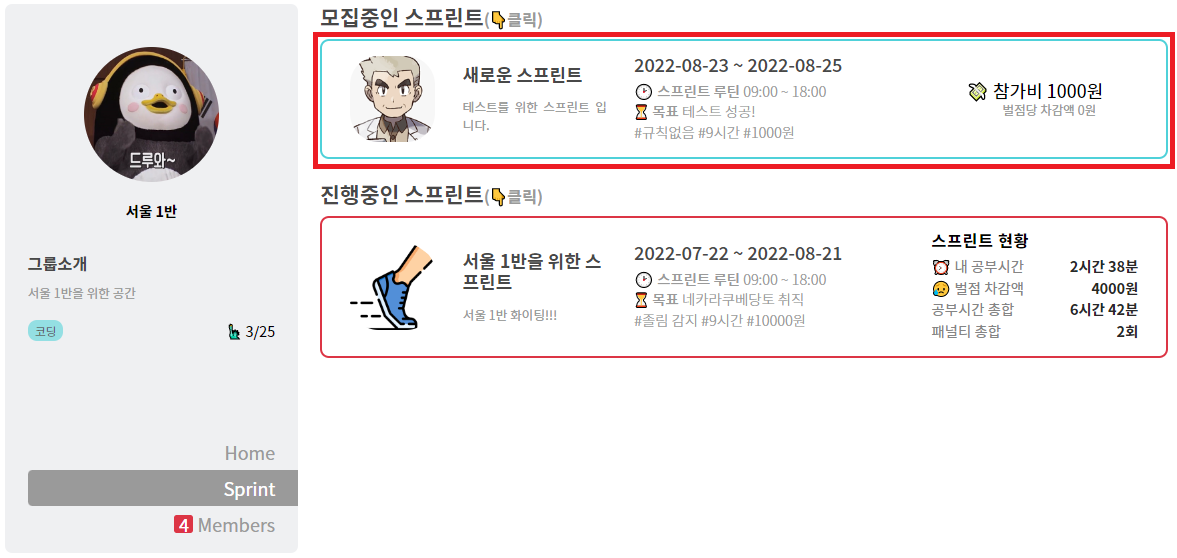 드루와~
서울 1반
그룹소개
서울 1반을 위한 공간
코딩
3/25
Home
Sprint
4 Members
모집중인 스프린트(👇클릭)
새로운 스프린트
테스트를 위한 스프린트 입
니다.
2022-08-23 ~ 2022-08-25
스프린트 루틴 09:00 ~ 18:00
목표 테스트 성공!
#규칙없음 #9시간 #1000원
참가비 1000원
벌점당 차감액 0원
진행중인 스프린트(👇클릭)
서울 1반을 위한 스
프린트
서울 1반 화이팅!!!
2022-07-22 ~ 2022-08-21
스프린트 루틴 09:00 ~ 18:00
목표 네카라쿠베당토 취직
#졸림 감지 #9시간 #10000원
스프린트 현황
내 공부시간 2시간 38분
벌점 차감액 4000원
공부시간 총합 6시간 42분
패널티 총합 2회